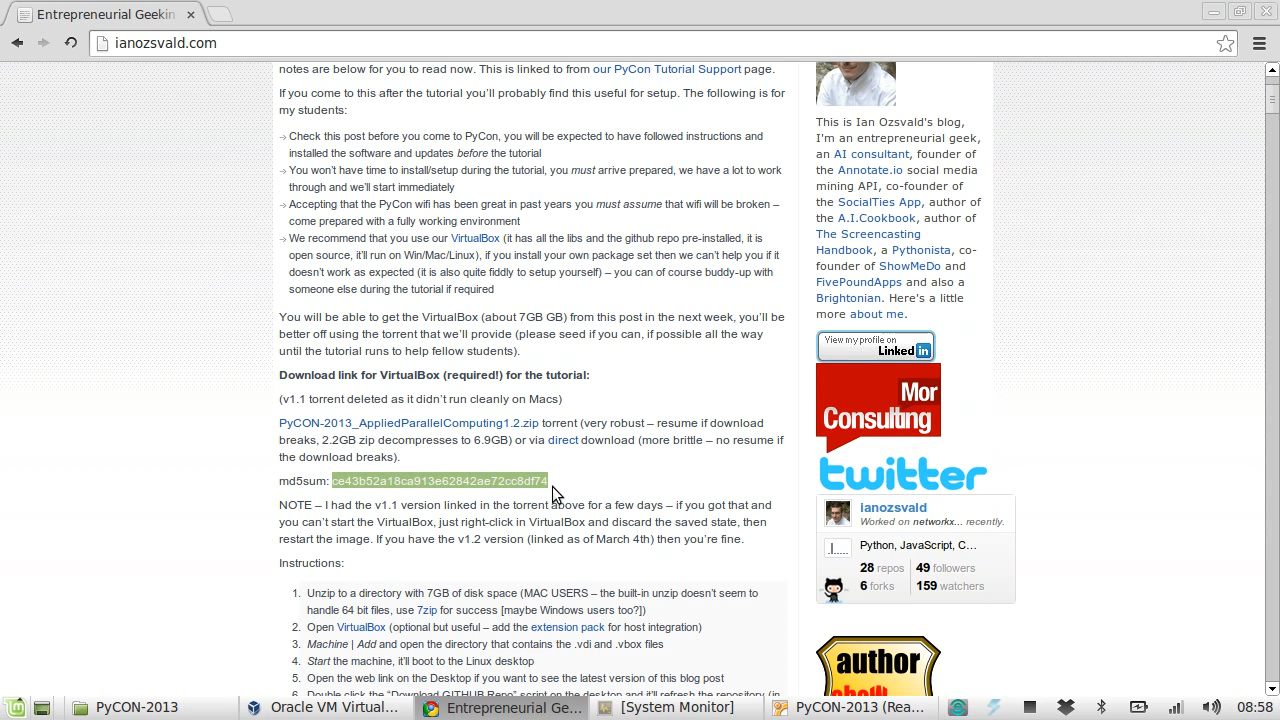 Entrepreneurial Geekin
ianozsvald.com
notes are below for you to read now. This is linked to from our PyCon Tutorial Support page.
If you come to this after the tutorial you'll probably find this useful for setup. The following is for
my students:
Check this post before you come to PyCon, you will be expected to have followed instructions and
installed the software and updates before the tutorial
You won't have time to install/setup during the tutorial, you must arrive prepared, we have a lot to work
through and we'll start immediately
Accepting that the PyCon wifi has been great in past years you must assume that wifi will be broken –
come prepared with a fully working environment
We recommend that you use our VirtualBox (it has all the libs and the github repo pre-installed, it is
open source, it'll run on Win/Mac/Linux), if you install your own package set then we can't help you if it
doesn't work as expected (it is also quite fiddly to setup yourself) – you can of course buddy-up with
someone else during the tutorial if required
You will be able to get the VirtualBox (about 7GB GB) from this post in the next week, you'll be
better off using the torrent that we'll provide (please seed if you can, if possible all the way
until the tutorial runs to help fellow students).
Download link for VirtualBox (required!) for the tutorial:
(v1.1 torrent deleted as it didn't run cleanly on Macs)
PyCON-2013_AppliedParallelComputing1.2.zip torrent (very robust – resume if download
breaks, 2.2GB zip decompresses to 6.9GB) or via direct download (more brittle – no resume if
the download breaks).
md5sum: ce43b52a18ca913e62842ae72cc8df74
NOTE – I had the v1.1 version linked in the torrent above for a few days – if you got that and
you can't start the VirtualBox, just right-click in VirtualBox and discard the saved state, then
restart the image. If you have the v1.2 version (linked as of March 4th) then you're fine.
Instructions:
1. Unzip to a directory with 7GB of disk space (MAC USERS – the built-in unzip doesn't seem to
handle 64 bit files, use 7zip for success [maybe Windows users too?])
2. Open VirtualBox (optional but useful – add the extension pack for host integration)
3. Machine | Add and open the directory that contains the .vdi and .vbox files
4. Start the machine, it'll boot to the Linux desktop
5. Open the web link on the Desktop if you want to see the latest version of this blog post
6. Double click the "Download GITHUB Repo" script on the desktop and it'll refresh the repository (in
This is Ian Ozsvald's blog,
I'm an entrepreneurial geek,
an AI consultant, founder of
the Annotate.io social media
mining API, co-founder of
the SocialTies App, author of
the A.I.Cookbook, author of
The Screencasting
Handbook, a Pythonista, co-
founder of ShowMeDo and
FivePoundApps and also a
Brightonian. Here's a little
more about me.
View my profile on
Linked in
Mor
Consulting
twitter
ianozsvald
Worked on networkx... recently.
Python, JavaScript, C...
28 repos 49 followers
6 forks 159 watchers
author
show
PyCON-2013
Oracle VM Virtual...
Entrepreneurial Ge...
[System Monitor]
PyCON-2013 (Rea...
08:58